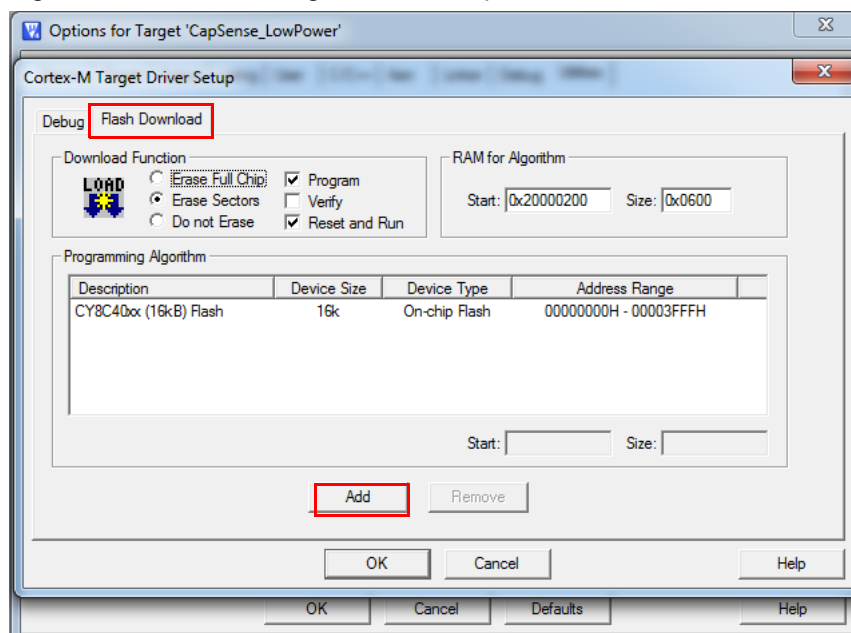 Options for Target 'CapSense_LowPower'
Cortex-M Target Driver Setup
Debug Flash Download
Download Function
LOAD
Erase Full Chip
Program
Erase Sectors
Verify
Do not Erase
Reset and Run
RAM for Algorithm
Start: 0x20000200 Size: 0x0600
Programming Algorithm
Description Device Size Device Type Address Range
CY8C40xx (16kB) Flash 16k On-chip Flash 00000000H - 00003FFFH
Start: Size:
Add Remove
OK Cancel Help
OK Cancel Defaults Help